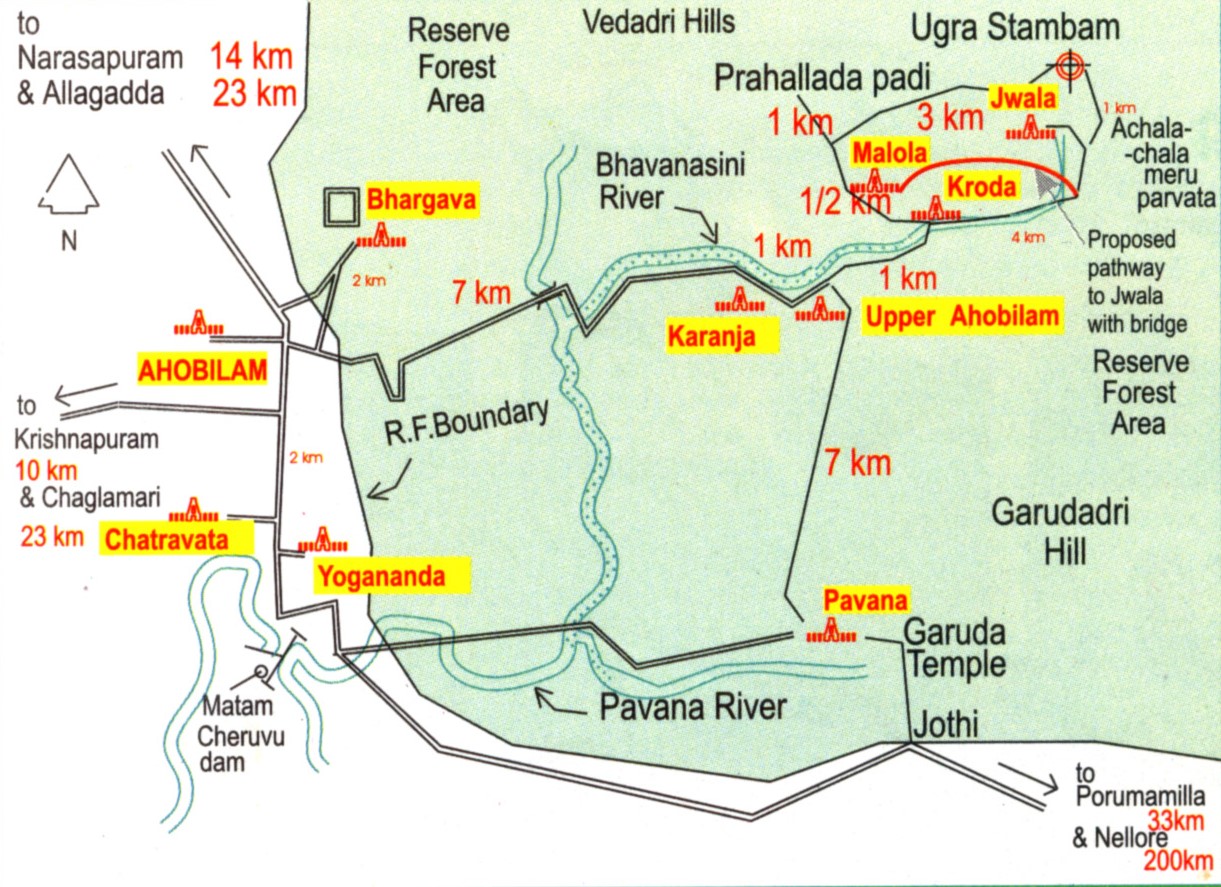 to
Narasapuram 14 km
& Allagadda 23 km
Reserve
Forest
Area
Vedadri Hills
Ugra Stambam
Prahallada padi
Jwala
1 km
3 km
1 km
Achala-
-chala
meru
parvata
Malola
Kroda
1/2 km
Bhavanasini
River
N
Bhargava
2 km
7 km
1 km
4 km
1 km
Proposed
pathway
to Jwala
with bridge
Karanja
Upper Ahobilam
AHOBILAM
Reserve
Forest
Area
to
Krishnapuram
10 km
& Chaglamari
23 km
R.F.Boundary
2 km
7 km
Chatravata
Yogananda
Garudadri
Hill
Pavana
Garuda
Temple
Matam
Cheruvu
dam
Pavana River
Jothi
to
Porumamilla
33km
& Nellore
200km